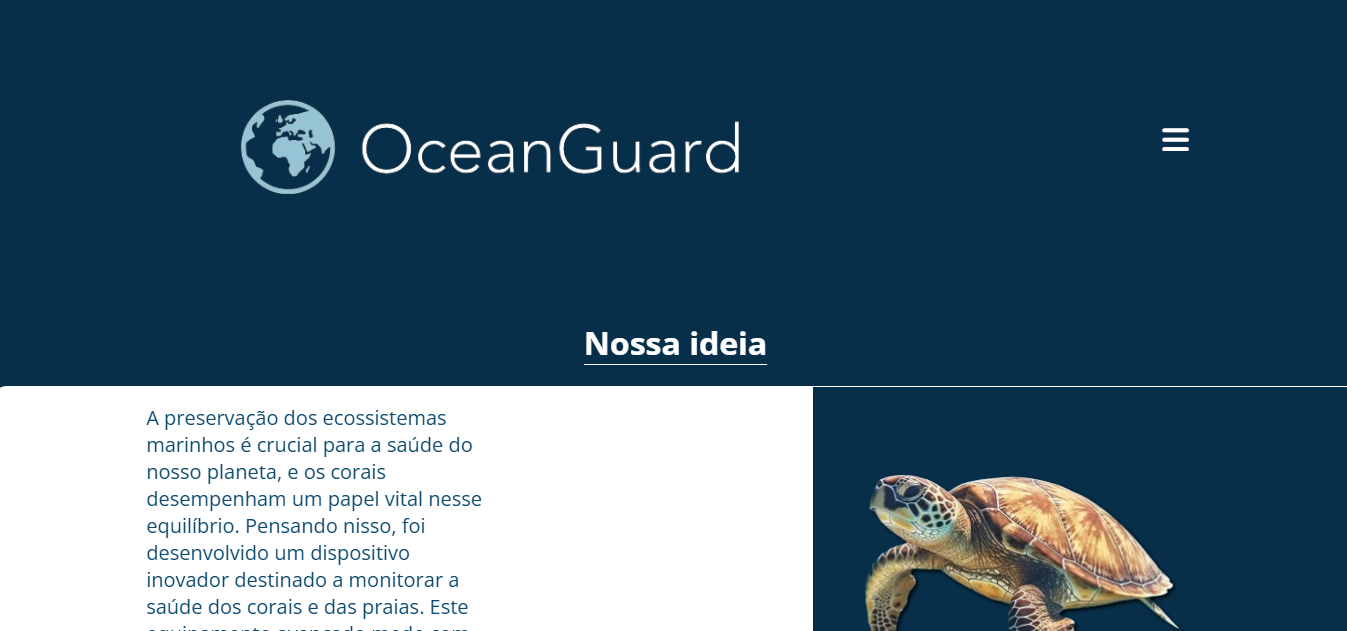 OceanGuard
Nossa ideia
A preservação dos ecossistemas
marinhos é crucial para a saúde do
nosso planeta, e os corais
desempenham um papel vital nesse
equilíbrio. Pensando nisso, foi
desenvolvido um dispositivo
inovador destinado a monitorar a
saúde dos corais e das praias. Este